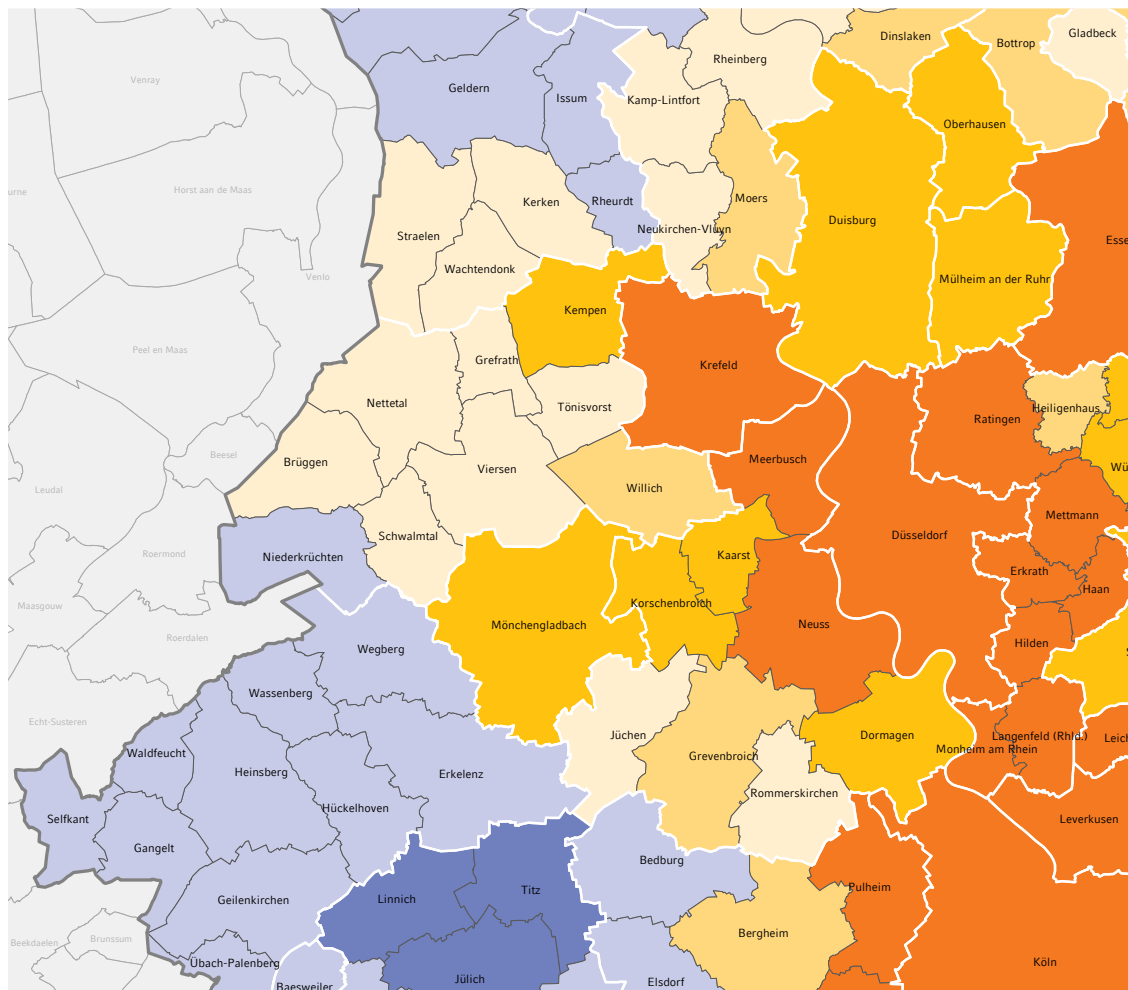 Gladbeck
Dinslaken
Bottrop
Rheinberg
Venray
Geldern
Issum
Kamp-Lintfort
Oberhausen
urne
Horst aan de Maas
Kerken
Rheurdt
Moers
Duisburg
Neukirchen-Vluyn
Straelen
Esse
Wachtendonk
Venlo
Mülheim an der Ruhr
Kempen
Peel en Maas
Grefrath
Krefeld
Nettetal
Tönisvorst
Heiligenhaus
Ratingen
Beesel
Brüggen
Viersen
Meerbusch
Wü
Leudal
Willich
Mettmann
Schwalmtal
Düsseldorf
Roermond
Niederkrüchten
Kaarst
Erkrath
Haan
Maasgouw
Korschenbroich
Mönchengladbach
Neuss
Roerdalen
Hilden
Wegberg
S
Wassenberg
Echt-Susteren
Jüchen
Dormagen
Langenfeld (Rhld.)
Leich
Monheim am Rhein
Waldfeucht
Grevenbroich
Heinsberg
Erkelenz
Rommerskirchen
Hückelhoven
Selfkant
Leverkusen
Gangelt
Bedburg
Pulheim
Titz
Linnich
Geilenkirchen
Bergheim
Brunssum
Beekdaelen
Übach-Palenberg
Köln
Jülich
Elsdorf
Baesweiler